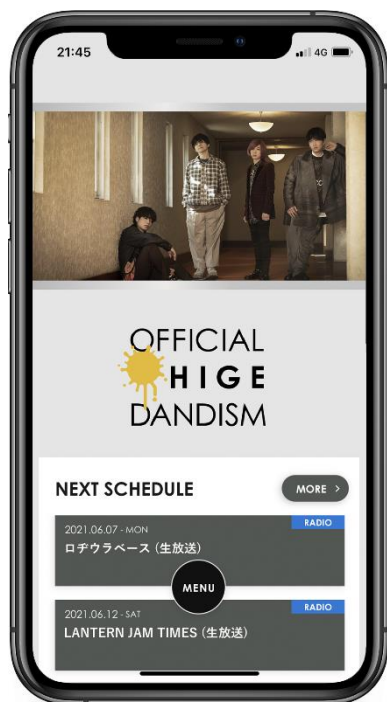 21:45
4G
OFFICIAL
HIGE
DANDISM
NEXT SCHEDULE
MORE >
RADIO
2021.06.07 - MON
ロヂウラベース (生放送)
MENU
RADIO
2021.06.12 - SAT
LANTERN JAM TIMES (生放送)